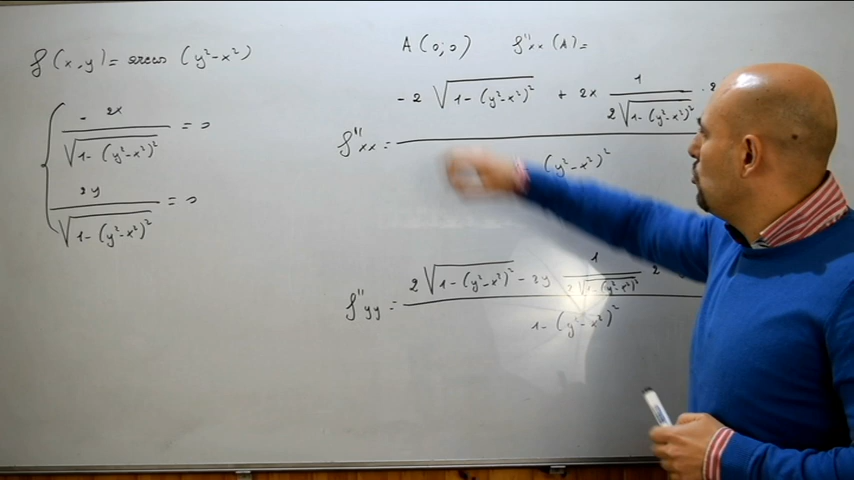 f(x,y) = arcsen (y²-x²)
- 2x / √(1-(y²-x²)²) = 0
2y / √(1-(y²-x²)²) = 0
A(0;0) f''xx (A) =
f''xx = - 2 √(1-(y²-x²)²) + 2x 1 / 2√(1-(y²-x²)²) · 2
(y²-x²)²
f''yy = 2 √(1-(y²-x²)²) - 2y 1 / 2√(1-(y²-x²)²) 2
1-(y²-x²)²